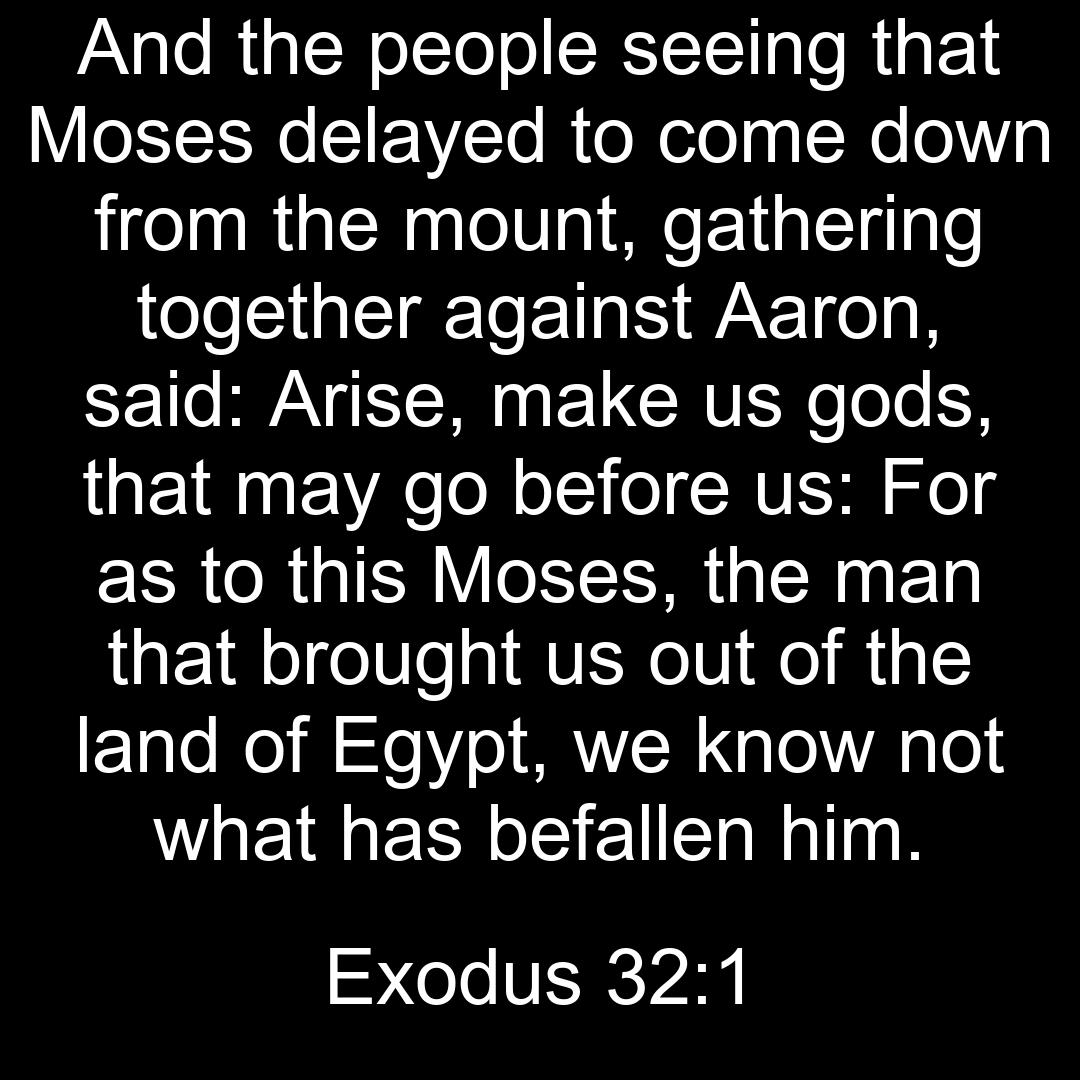 And the people seeing that
Moses delayed to come down
from the mount, gathering
together against Aaron,
said: Arise, make us gods,
that may go before us: For
as to this Moses, the man
that brought us out of the
land of Egypt, we know not
what has befallen him.
Exodus 32:1